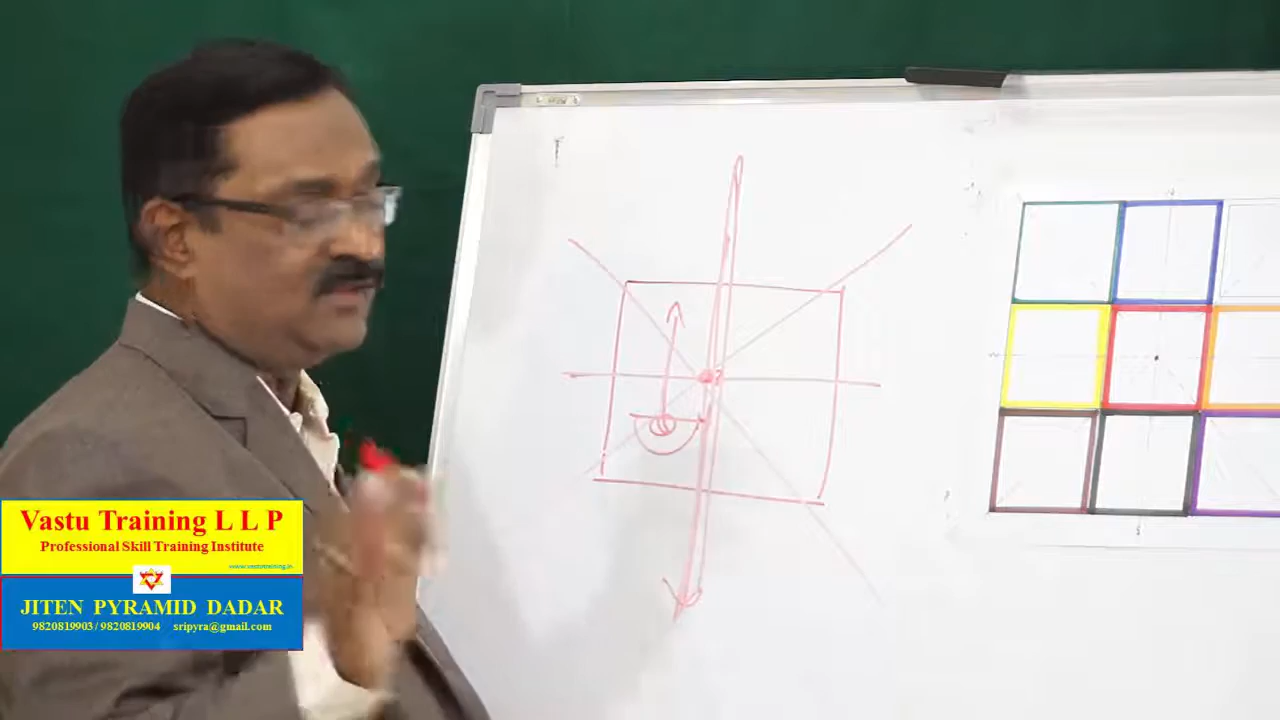 Vastu Training L L P
Professional Skill Training Institute
www.vastutraining.in
JITEN PYRAMID DADAR
9820819903 / 9820819904 sripyra@gmail.com